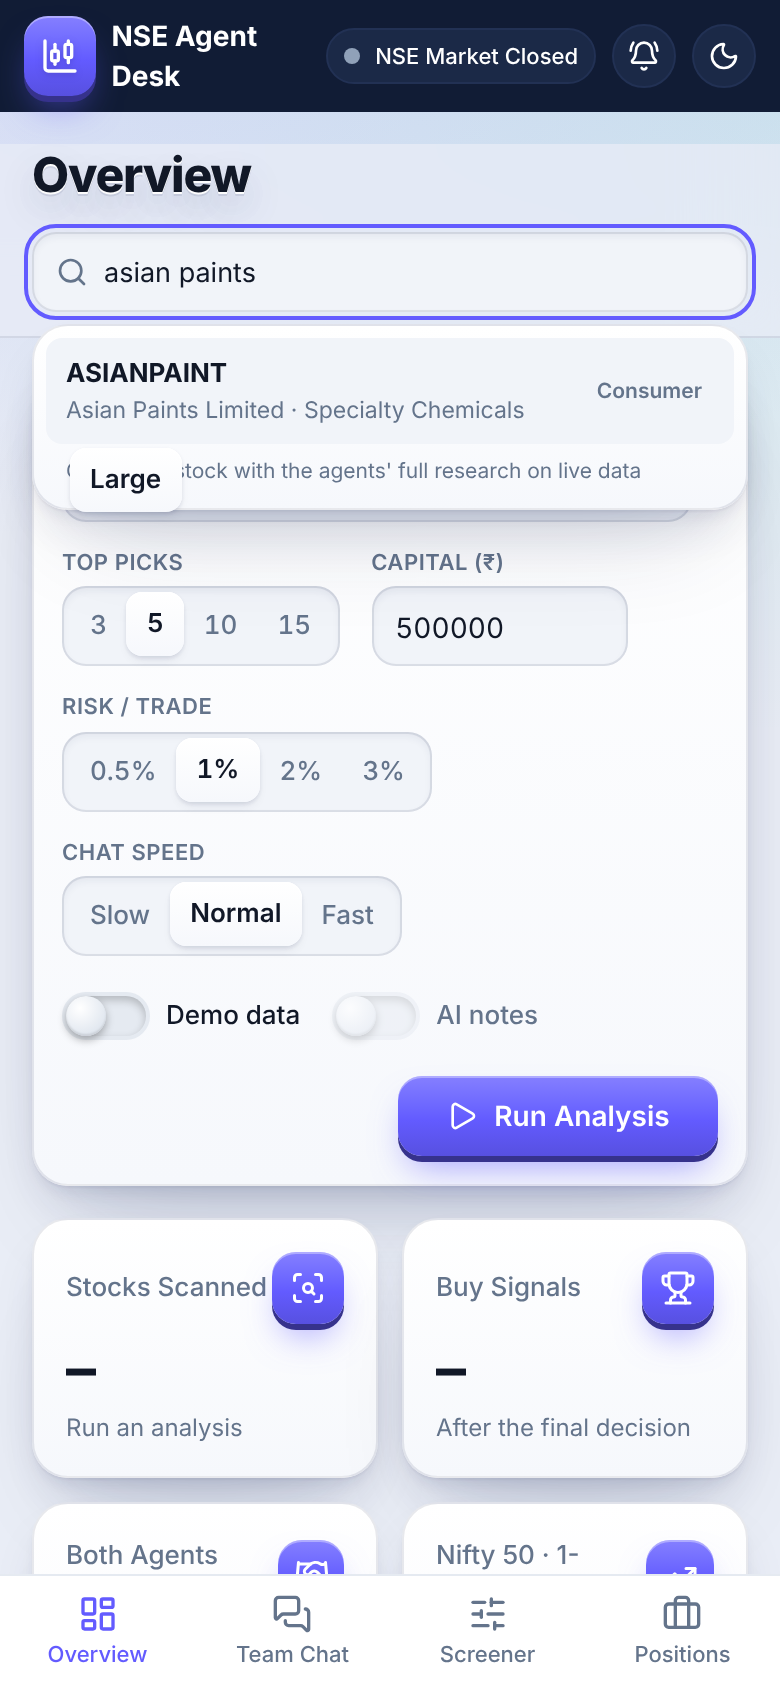 NSE Agent
Desk
NSE Market Closed
Overview
asian paints
ASIANPAINT
Asian Paints Limited · Specialty Chemicals
Consumer
Large
stock with the agents' full research on live data
TOP PICKS
CAPITAL (₹)
3 5 10 15
500000
RISK / TRADE
0.5% 1% 2% 3%
CHAT SPEED
Slow Normal Fast
Demo data
AI notes
Run Analysis
Stocks Scanned
Buy Signals
–
–
Run an analysis
After the final decision
Both Agents
Nifty 50 · 1-
Overview
Team Chat
Screener
Positions